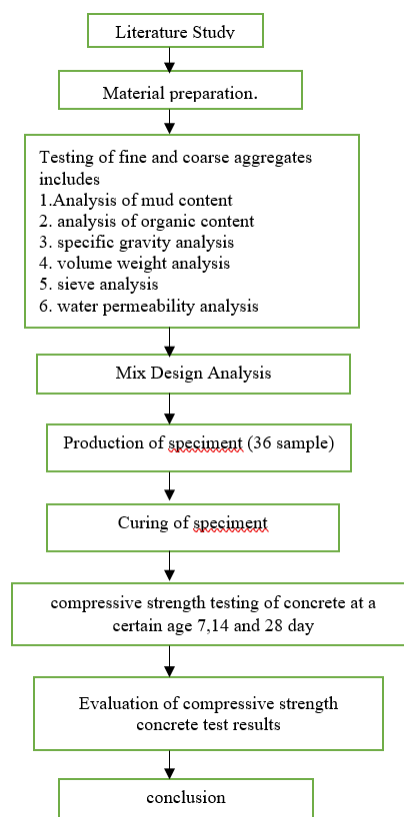 Literature Study
Material preparation.
Testing of fine and coarse aggregates
includes
1.Analysis of mud content
2. analysis of organic content
3. specific gravity analysis
4. volume weight analysis
5. sieve analysis
6. water permeability analysis
Mix Design Analysis
Production of speciment (36 sample)
Curing of speciment
compressive strength testing of concrete at a
certain age 7,14 and 28 day
Evaluation of compressive strength
concrete test results
conclusion